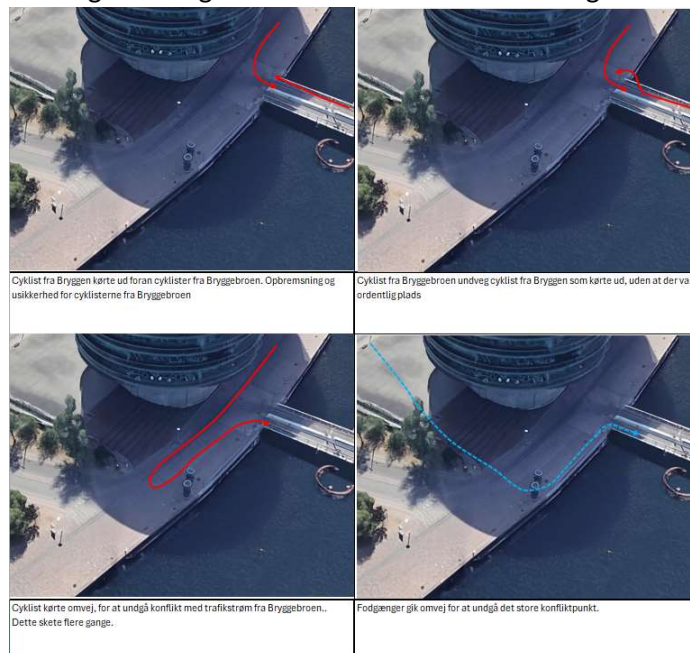 Cyklist fra Bryggen kørte ud foran cyklister fra Bryggebroen. Opbremsning og
usikkerhed for cyklisterne fra Bryggebroen
Cyklist fra Bryggebroen undveg cyklist fra Bryggen som kørte ud, uden at der va
ordentlig plads
Cyklist kørte omvej, for at undgå konflikt med trafikstrøm fra Bryggebroen..
Dette skete flere gange.
Fodgænger gik omvej for at undgå det store konfliktpunkt.